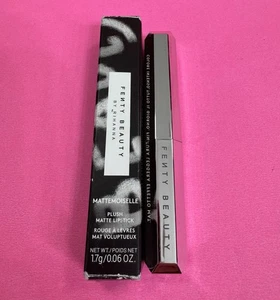 FENTY BEAUTY
BY RIHANNA
MATTEMOISELLE
PLUSH
MATTE LIPSTICK
ROUGE À LÈVRES
MAT VOLUPTUEUX
NET WT./POIDS NET
1.7g/0.06 OZ.
FENTY BEAUTY